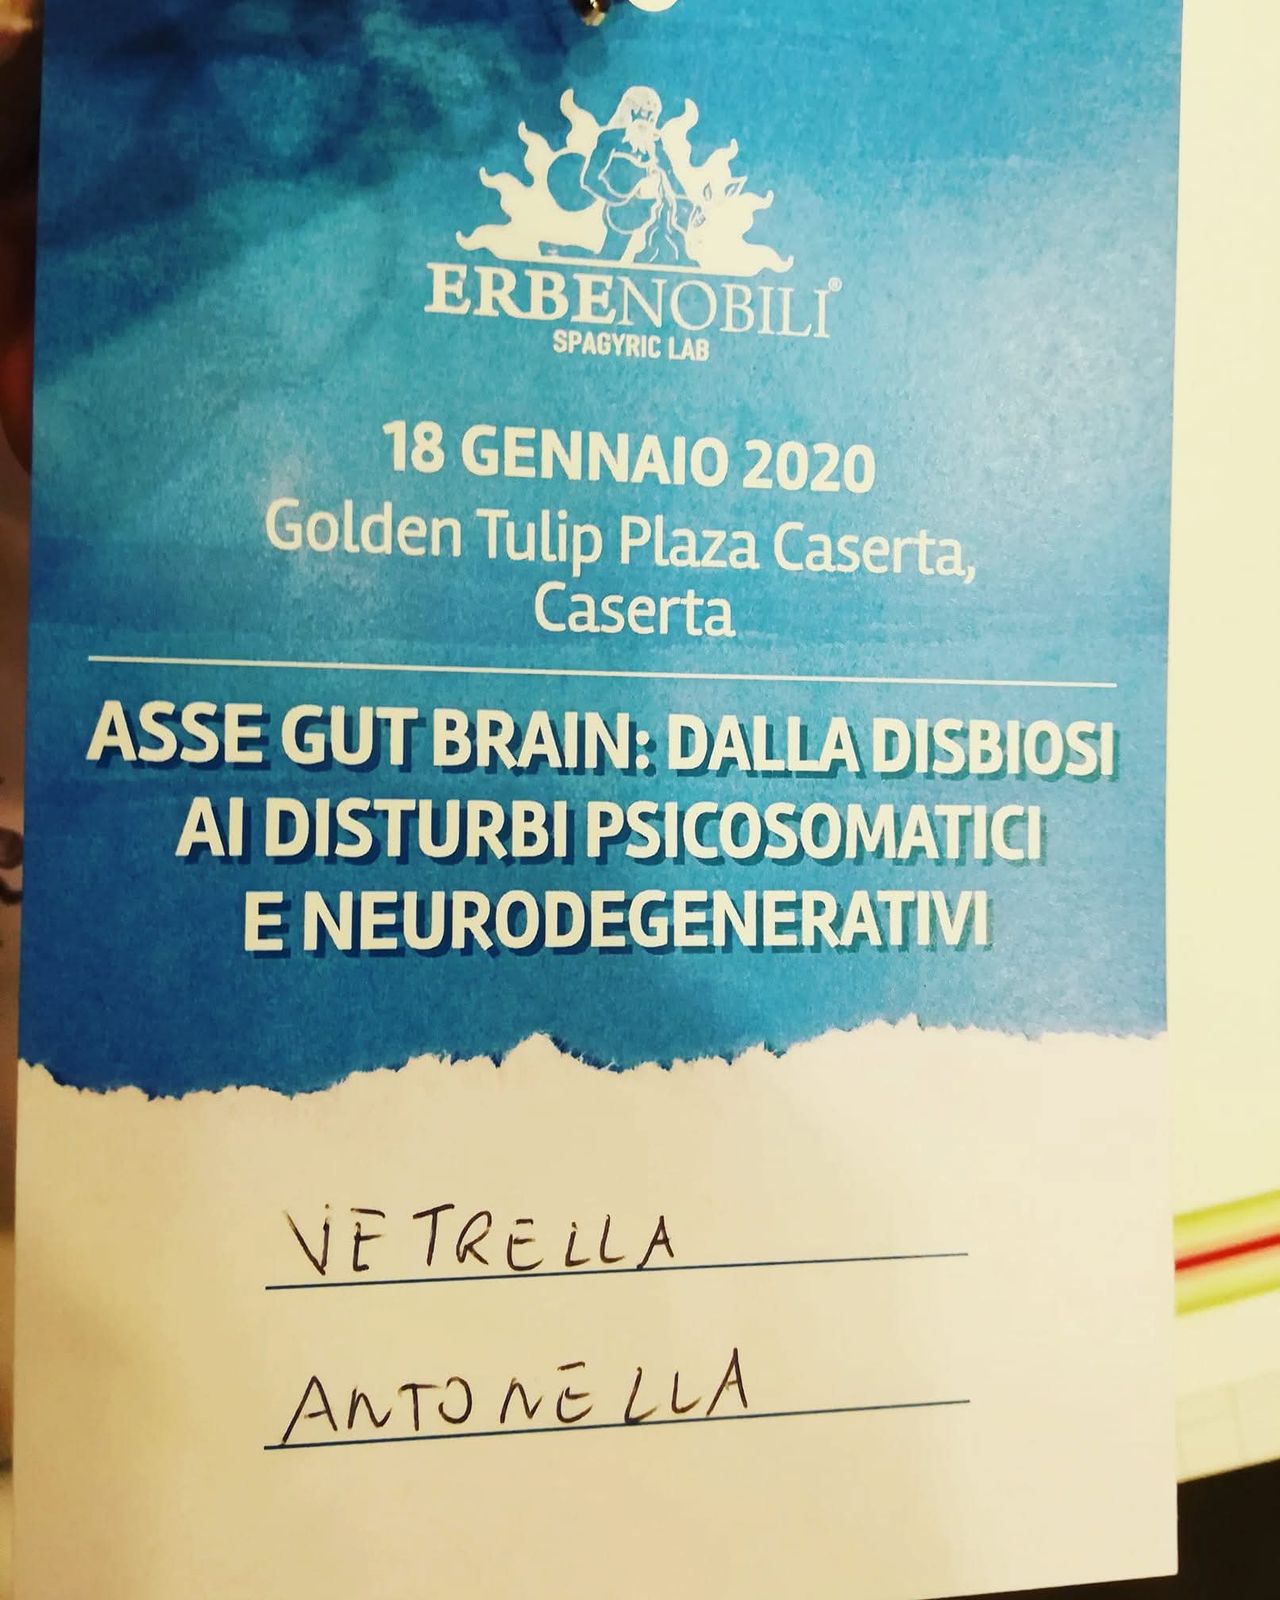 ERBENOBILI®
SPAGYRIC LAB
18 GENNAIO 2020
Golden Tulip Plaza Caserta,
Caserta
ASSE GUT BRAIN: DALLA DISBIOSI
AI DISTURBI PSICOSOMATICI
E NEURODEGENERATIVI
VETRELLA
ANTONELLA